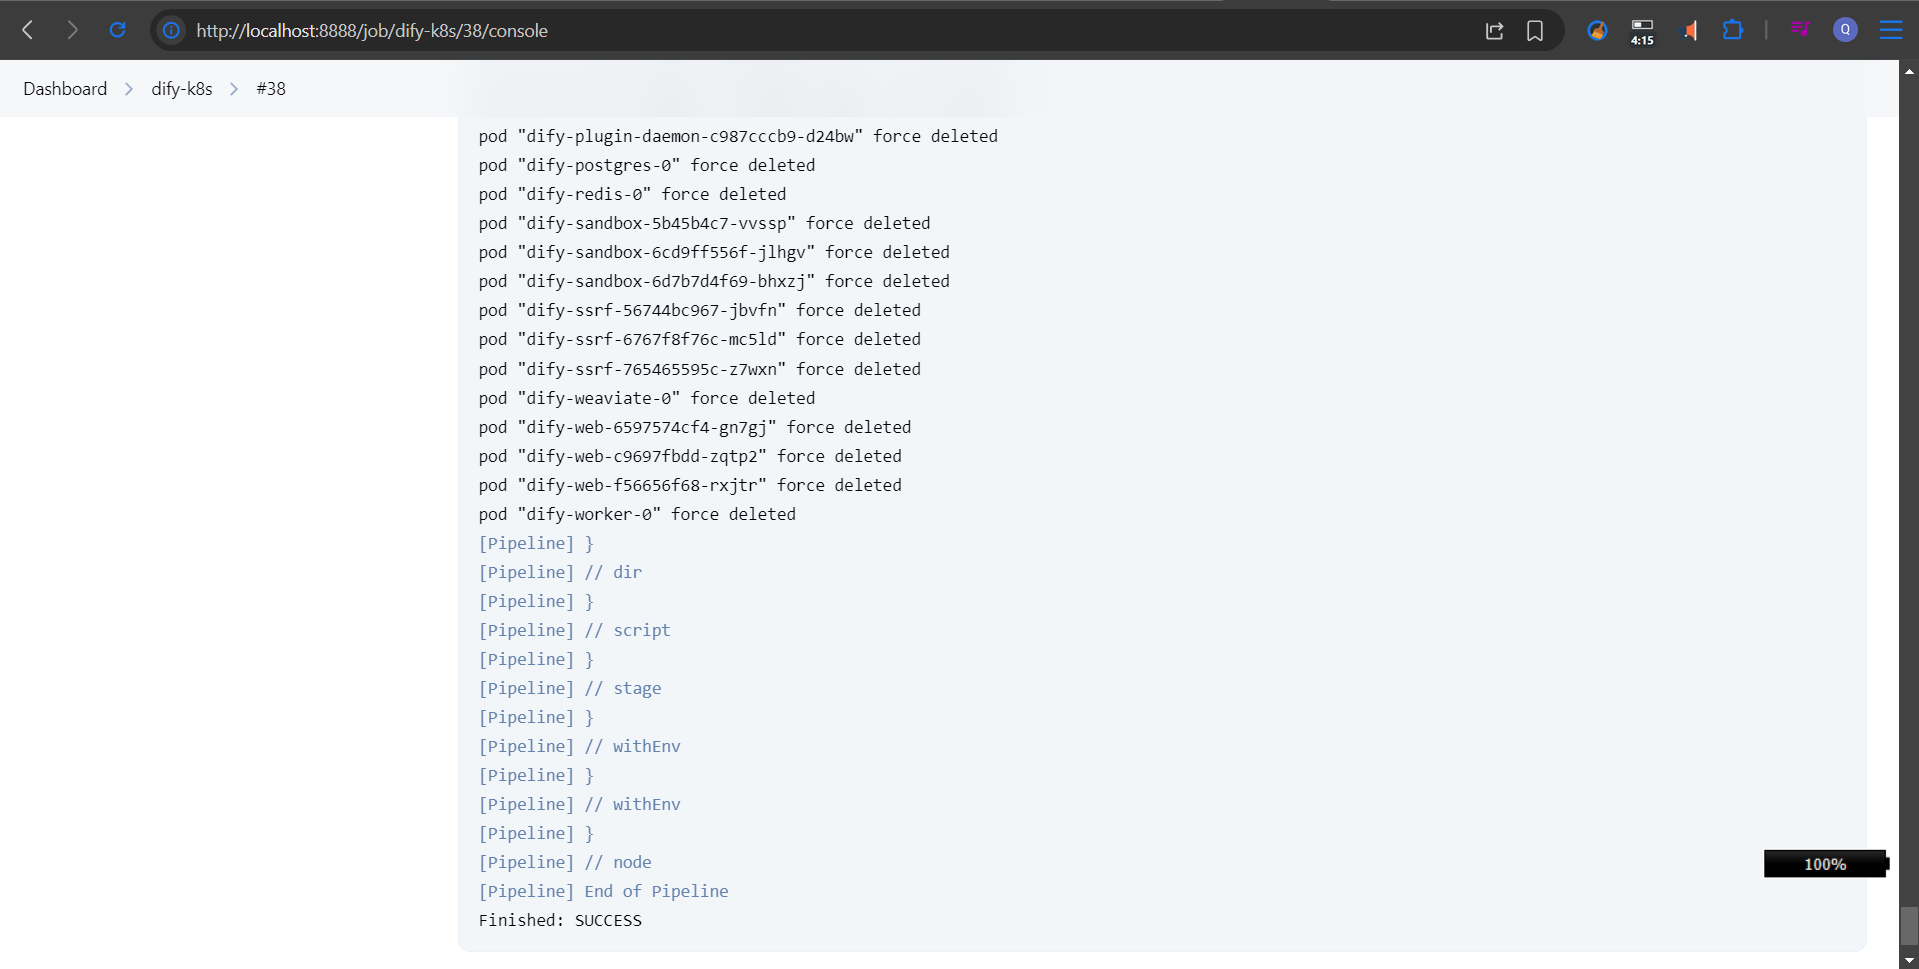 http://localhost:8888/job/dify-k8s/38/console
4:15
Q
Dashboard > dify-k8s > #38
pod "dify-plugin-daemon-c987cccb9-d24bw" force deleted
pod "dify-postgres-0" force deleted
pod "dify-redis-0" force deleted
pod "dify-sandbox-5b45b4c7-vvssp" force deleted
pod "dify-sandbox-6cd9ff556f-jlhgv" force deleted
pod "dify-sandbox-6d7b7d4f69-bhxzj" force deleted
pod "dify-ssrf-56744bc967-jbvfn" force deleted
pod "dify-ssrf-6767f8f76c-mc5ld" force deleted
pod "dify-ssrf-765465595c-z7wxn" force deleted
pod "dify-weaviate-0" force deleted
pod "dify-web-6597574cf4-gn7gj" force deleted
pod "dify-web-c9697fbdd-zqtp2" force deleted
pod "dify-web-f56656f68-rxjtr" force deleted
pod "dify-worker-0" force deleted
[Pipeline] }
[Pipeline] // dir
[Pipeline] }
[Pipeline] // script
[Pipeline] }
[Pipeline] // stage
[Pipeline] }
[Pipeline] // withEnv
[Pipeline] }
[Pipeline] // withEnv
[Pipeline] }
[Pipeline] // node
100%
[Pipeline] End of Pipeline
Finished: SUCCESS